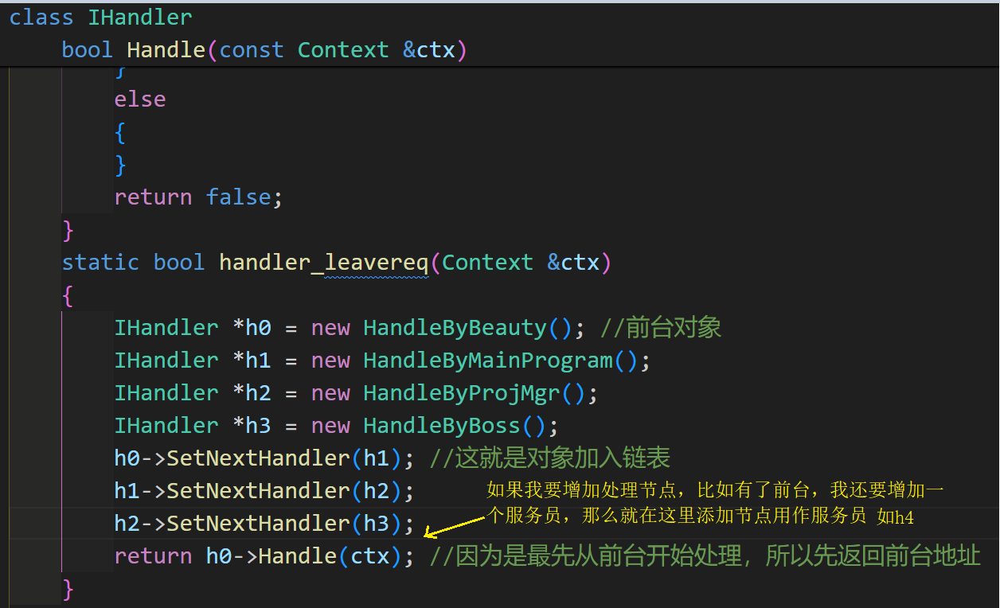 class IHandler
bool Handle(const Context &ctx)
}
else
{
}
return false;
}
static bool handler_leavereq(Context &ctx)
{
IHandler *h0 = new HandleByBeauty(); //前台对象
IHandler *h1 = new HandleByMainProgram();
IHandler *h2 = new HandleByProjMgr();
IHandler *h3 = new HandleByBoss();
h0->SetNextHandler(h1); //这就是对象加入链表
h1->SetNextHandler(h2);
如果我要增加处理节点，比如有了前台，我还要增加一
个服务员，那么就在这里添加节点用作服务员 如h4
h2->SetNextHandler(h3);
return h0->Handle(ctx); //因为是最先从前台开始处理，所以先返回前台地址
}